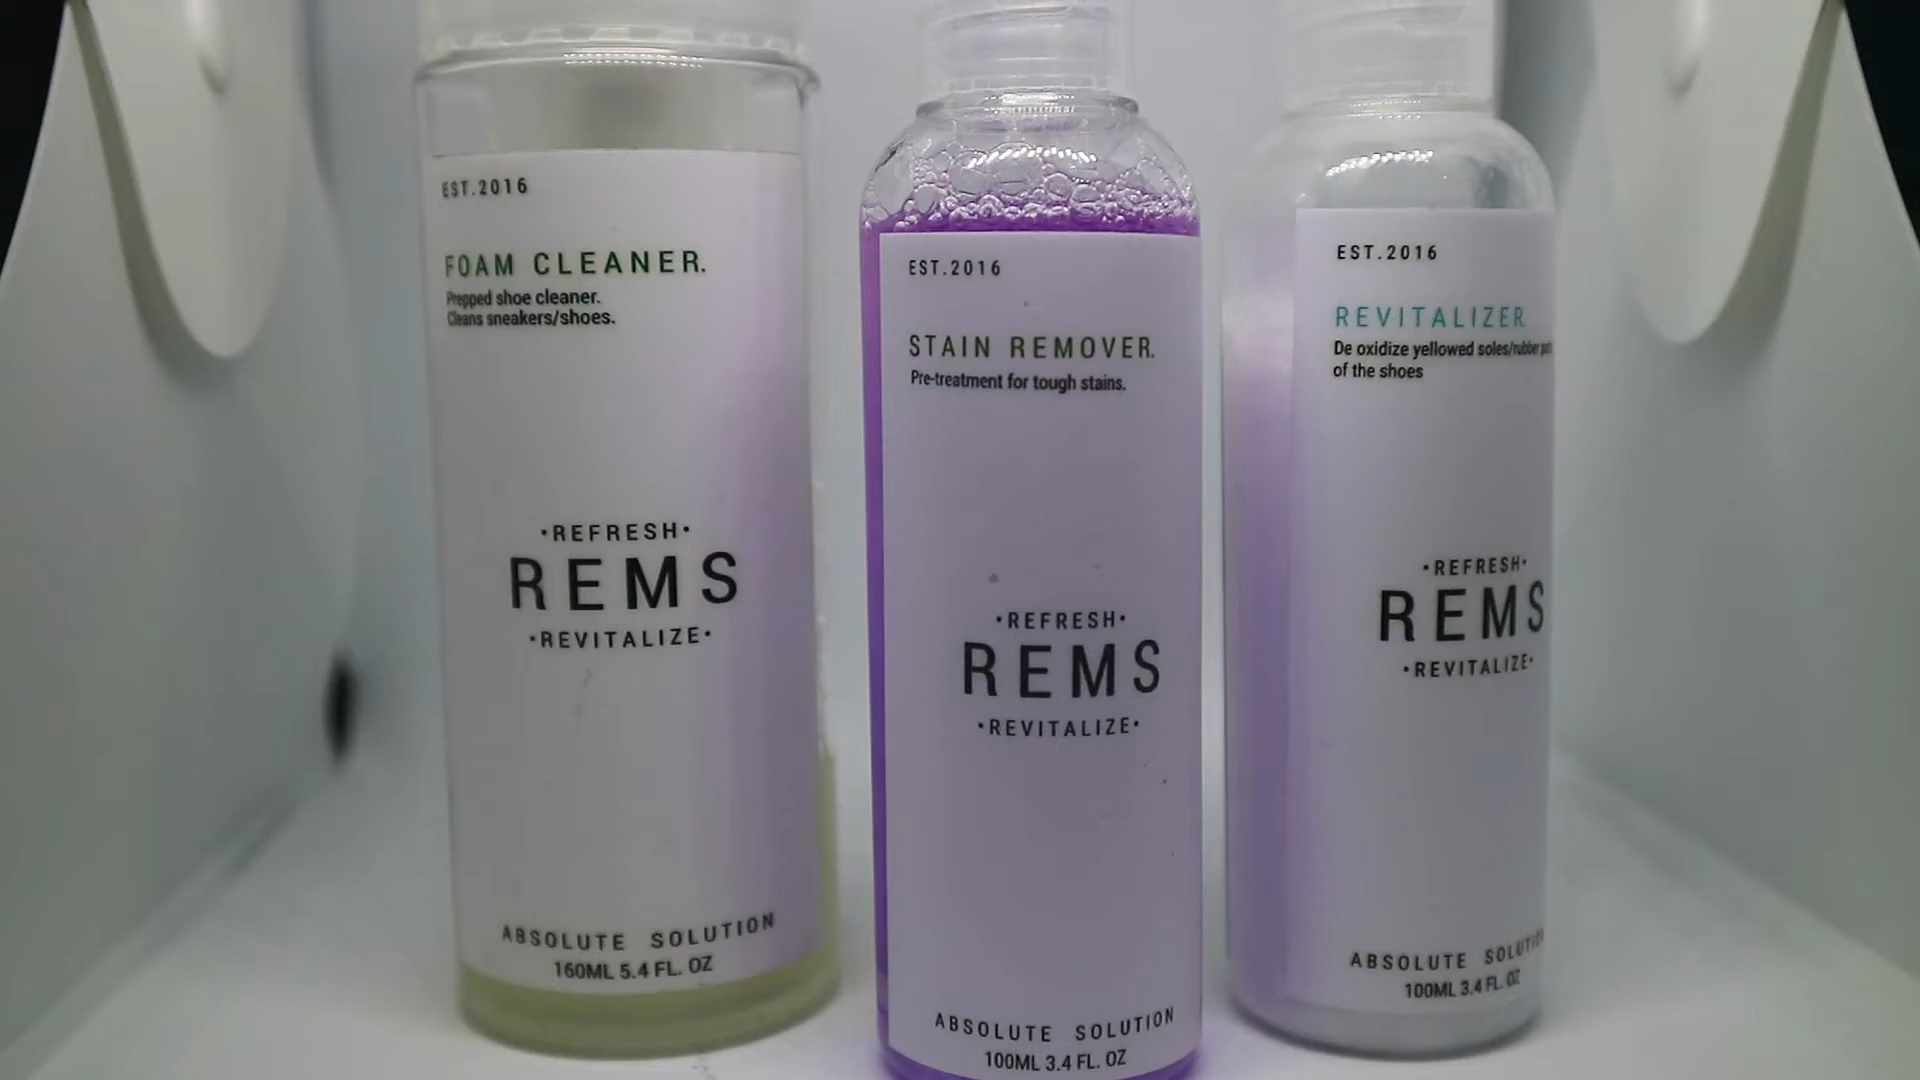 EST.2016
FOAM CLEANER.
Prepped shoe cleaner.
Cleans sneakers/shoes.
•REFRESH•
REMS
•REVITALIZE•
ABSOLUTE SOLUTION
160ML 5.4 FL. OZ
EST.2016
STAIN REMOVER.
Pre-treatment for tough stains.
•REFRESH•
REMS
•REVITALIZE•
ABSOLUTE SOLUTION
100ML 3.4 FL. OZ
EST.2016
REVITALIZER.
De oxidize yellowed soles/rubber
of the shoes
•REFRESH•
REMS
•REVITALIZE•
ABSOLUTE SOLUTION
100ML 3.4 FL. OZ